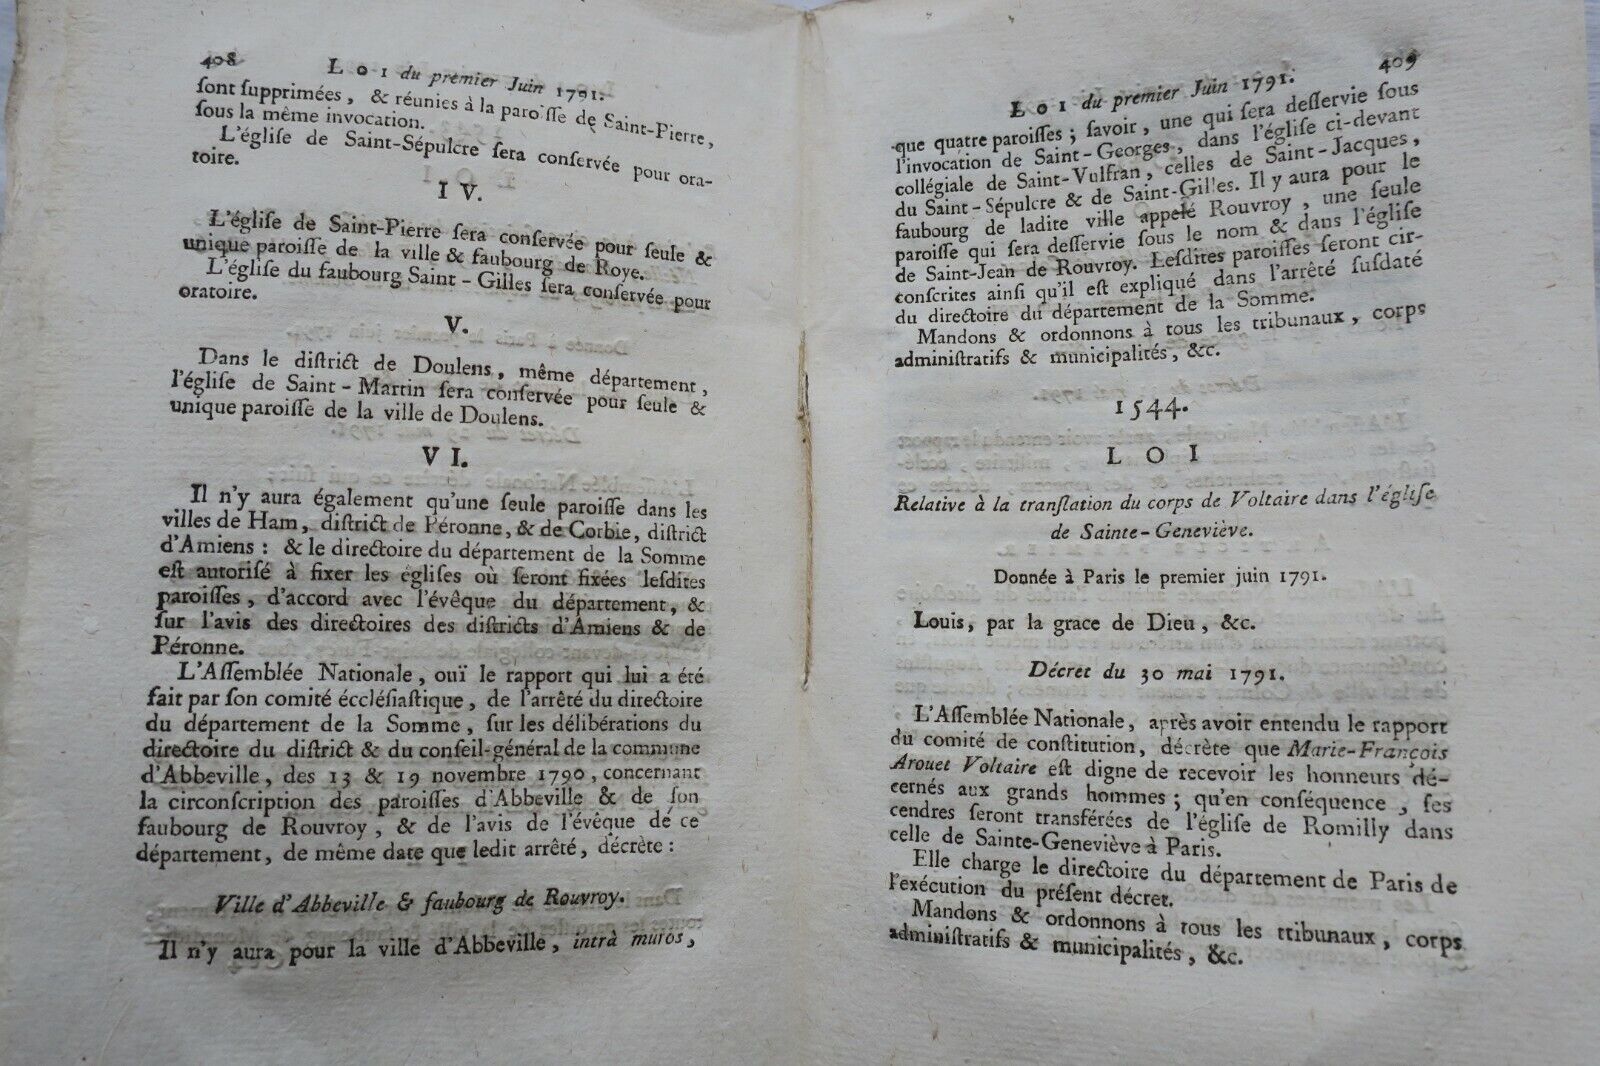 408
LOI du premier Juin 1791.
ſont supprimées, & réunies à la paroiſſe de Saint-Pierre,
ſous la même invocation.
L'égliſe de Saint-Sépulcre ſera conſervée pour ora-
toire.
IV.
L'égliſe de Saint-Pierre ſera conſervée pour ſeule &
unique paroiſſe de la ville & faubourg de Roye.
L'égliſe du faubourg Saint-Gilles ſera conſervée pour
oratoire.
V.
Dans le diſtrict de Doulens, même département,
l'égliſe de Saint-Martin ſera conſervée pour ſeule &
unique paroiſſe de la ville de Doulens.
VI.
Il n'y aura également qu'une ſeule paroiſſe dans les
villes de Ham, diſtrict de Péronne, & de Corbie, diſtrict
d'Amiens : & le directoire du département de la Somme
eſt autoriſé à fixer les égliſes où ſeront fixées leſdites
paroiſſes, d'accord avec l'évêque du département, &
ſur l'avis des directoires des diſtricts d'Amiens & de
Péronne.
L'Aſſemblée Nationale, ouï le rapport qui lui a été
fait par ſon comité écclésiaſtique, de l'arrêté du directoire
du département de la Somme, ſur les délibérations du
directoire du diſtrict & du conſeil-général de la commune
d'Abbeville, des 13 & 19 novembre 1790, concernant
la circonſcription des paroiſſes d'Abbeville & de ſon
faubourg de Rouvroy, & de l'avis de l'évêque de ce
département, de même date que ledit arrêté, décrète :
Ville d'Abbeville & faubourg de Rouvroy.
Il n'y aura pour la ville d'Abbeville, intrà muros,
409
LOI du premier Juin 1791.
que quatre paroiſſes ; ſavoir, une qui ſera deſſervie ſous
l'invocation de Saint-Georges, dans l'égliſe ci-devant
collégiale de Saint-Vulfran, celles de Saint-Jacques,
du Saint-Sépulcre & de Saint-Gilles. Il y aura pour le
faubourg de ladite ville appelé Rouvroy, une ſeule
paroiſſe qui ſera deſſervie ſous le nom & dans l'égliſe
de Saint-Jean de Rouvroy. Leſdites paroiſſes ſeront cir-
conſcrites ainſi qu'il eſt expliqué dans l'arrêté ſuſdaté
du directoire du département de la Somme.
Mandons & ordonnons à tous les tribunaux, corps
adminiſtratifs & municipalités, &c.
1544.
LOI
Relative à la tranſlation du corps de Voltaire dans l'égliſe
de Sainte-Geneviève.
Donnée à Paris le premier juin 1791.
Louis, par la grace de Dieu, &c.
Décret du 30 mai 1791.
L'Aſſemblée Nationale, après avoir entendu le rapport
du comité de conſtitution, décrète que Marie-François
Arouet Voltaire eſt digne de recevoir les honneurs dé-
cernés aux grands hommes ; qu'en conséquence, ſes
cendres ſeront transférées de l'égliſe de Romilly dans
celle de Sainte-Geneviève à Paris.
Elle charge le directoire du département de Paris de
l'exécution du préſent décret.
Mandons & ordonnons à tous les tribunaux, corps
adminiſtratifs & municipalités, &c.